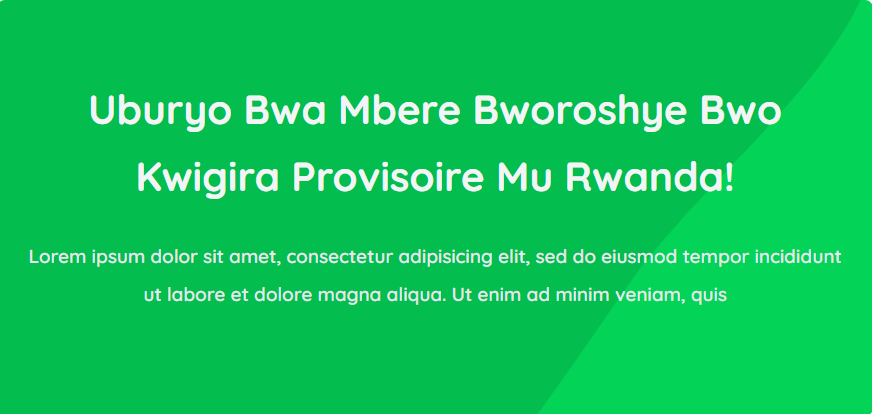 Uburyo Bwa Mbere Bworoshye Bwo
Kwigira Provisoire Mu Rwanda!
Lorem ipsum dolor sit amet, consectetur adipisicing elit, sed do eiusmod tempor incididunt
ut labore et dolore magna aliqua. Ut enim ad minim veniam, quis